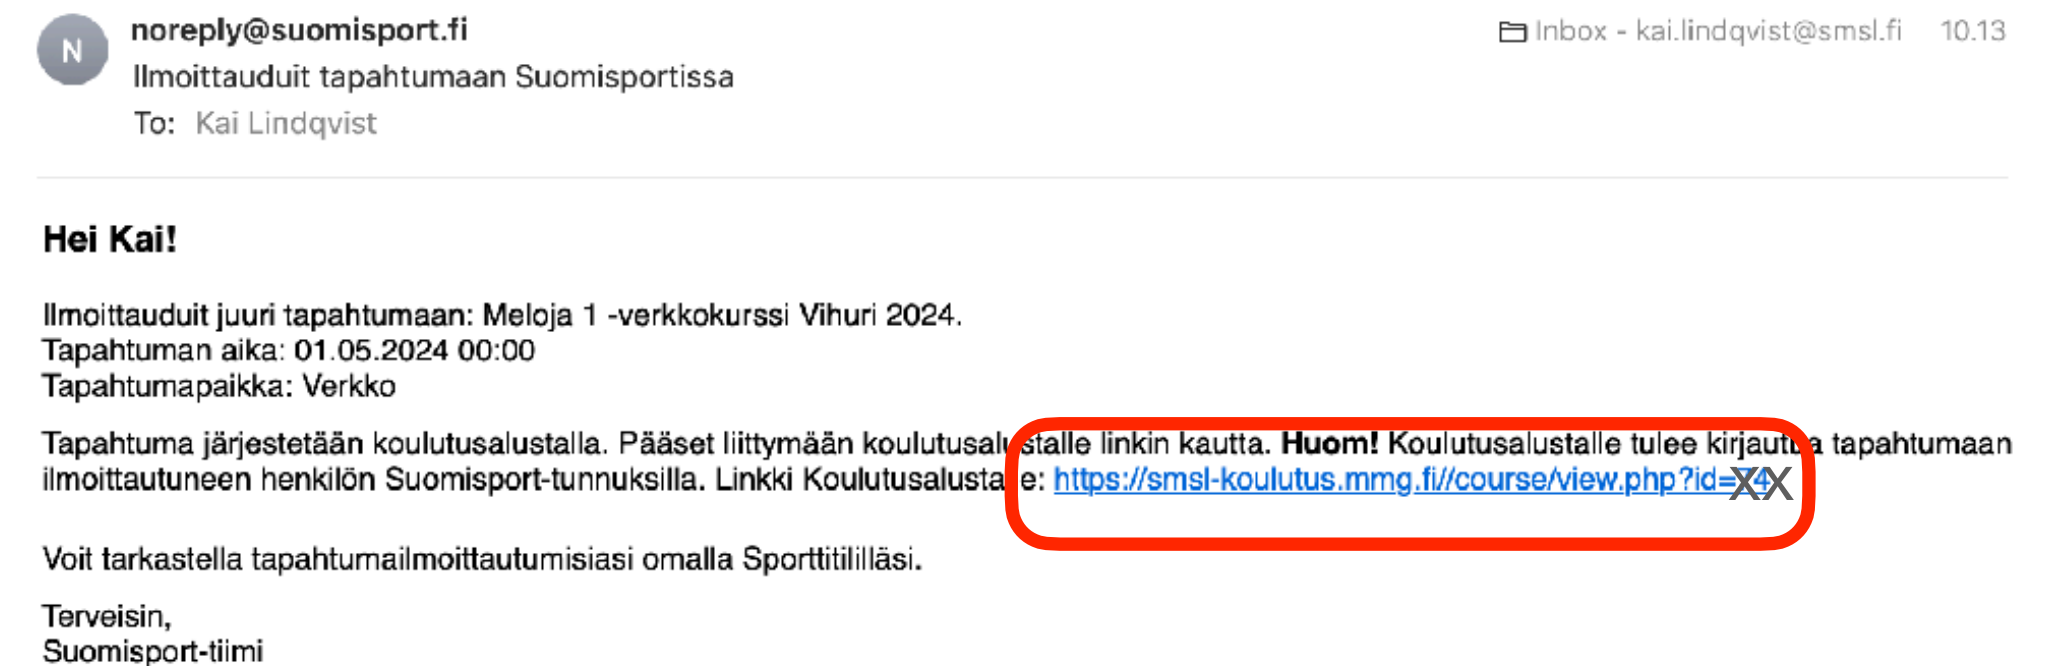 N
noreply@suomisport.fi
Inbox - kai.lindqvist@smsl.fi 10.13
Ilmoittauduit tapahtumaan Suomisportissa
To: Kai Lindqvist
Hei Kai!
Ilmoittauduit juuri tapahtumaan: Meloja 1 -verkkokurssi Vihuri 2024.
Tapahtuman aika: 01.05.2024 00:00
Tapahtumapaikka: Verkko
Tapahtuma järjestetään koulutusalustalla. Pääset liittymään koulutusalustalle linkin kautta. Huom! Koulutusalustalle tulee kirjautua tapahtumaan
ilmoittautuneen henkilön Suomisport-tunnuksilla. Linkki Koulutusalustalle: https://smsl-koulutus.mmg.fi//course/view.php?id=XX
Voit tarkastella tapahtumailmoittautumisiasi omalla Sporttitililläsi.
Terveisin,
Suomisport-tiimi